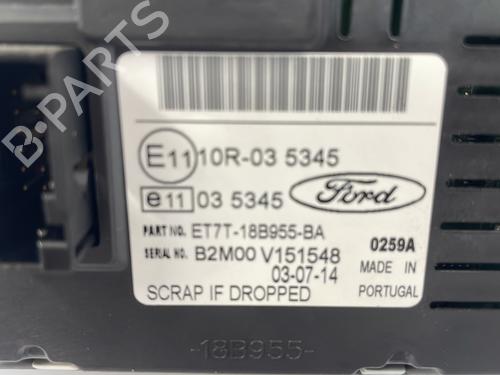 B-PARTS
E11 10R-03 5345
e11 03 5345 Ford
PART NO. ET7T-18B955-BA
SERIAL NO. B2M00 V151548 0259A
03-07-14 MADE IN
SCRAP IF DROPPED PORTUGAL
-18B955-